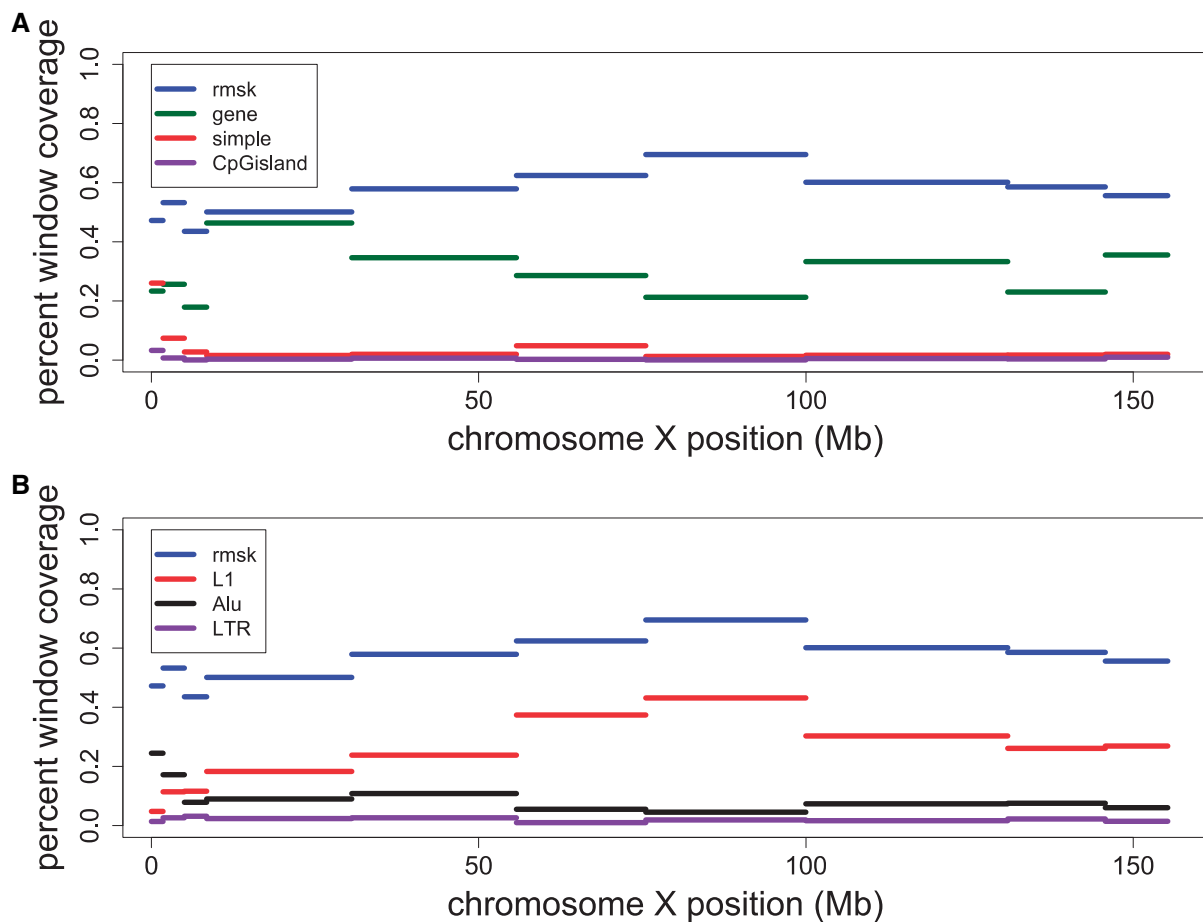 A
percent window coverage
1.0
0.8
0.6
0.4
0.2
0.0
rmsk
gene
simple
CpGisland
0
50
100
150
chromosome X position (Mb)
B
percent window coverage
1.0
0.8
0.6
0.4
0.2
0.0
rmsk
L1
Alu
LTR
0
50
100
150
chromosome X position (Mb)